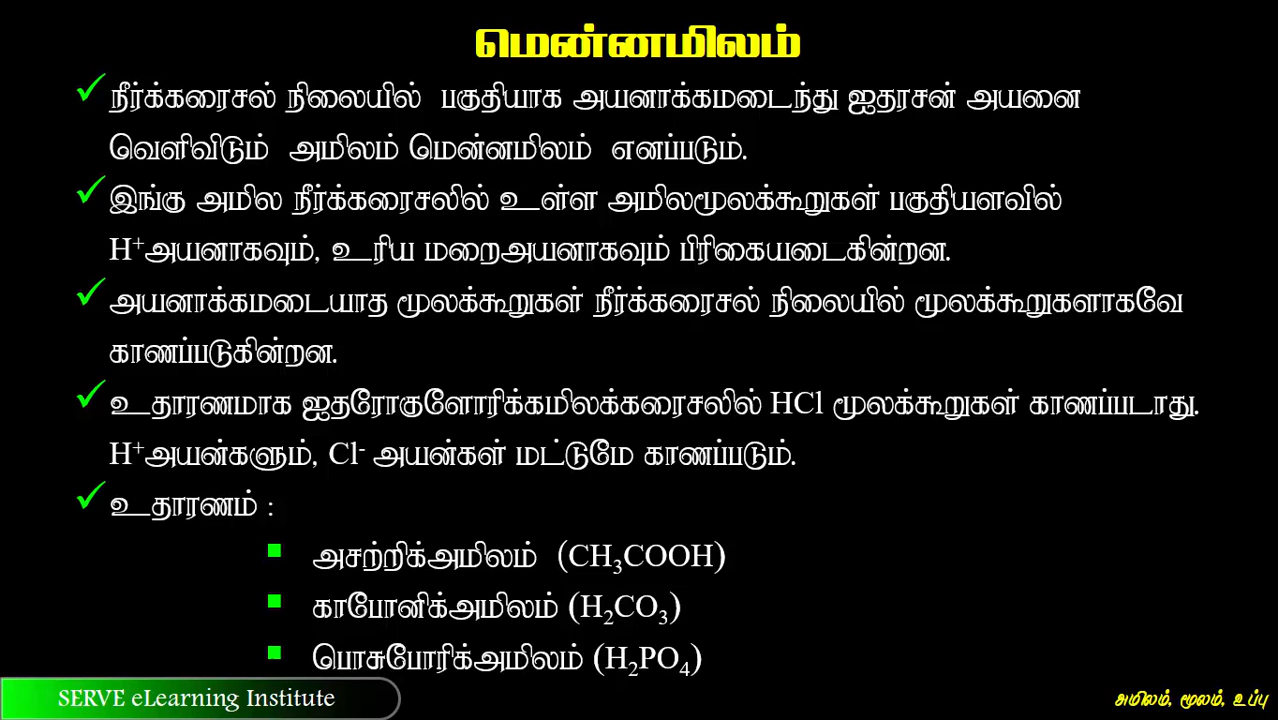 மென்னமிலம்
நீர்க்கரைசல் நிலையில் பகுதியாக அயனாக்கமடைந்து ஐதரசன் அயனை
வெளிவிடும் அமிலம் மென்னமிலம் எனப்படும்.
இங்கு அமில நீர்க்கரைசலில் உள்ள அமிலமூலக்கூறுகள் பகுதியளவில்
H⁺அயனாகவும், உரிய மறைஅயனாகவும் பிரிகையடைகின்றன.
அயனாக்கமடையாத மூலக்கூறுகள் நீர்க்கரைசல் நிலையில் மூலக்கூறுகளாகவே
காணப்படுகின்றன.
உதாரணமாக ஐதரோகுளோரிக்கமிலக்கரைசலில் HCl மூலக்கூறுகள் காணப்படாது.
H⁺அயன்களும், Cl⁻ அயன்கள் மட்டுமே காணப்படும்.
உதாரணம் :
அசற்றிக்அமிலம் (CH₃COOH)
காபோனிக்அமிலம் (H₂CO₃)
பொசுபோரிக்அமிலம் (H₂PO₄)
SERVE eLearning Institute
அமிலம், மூலம், உப்பு